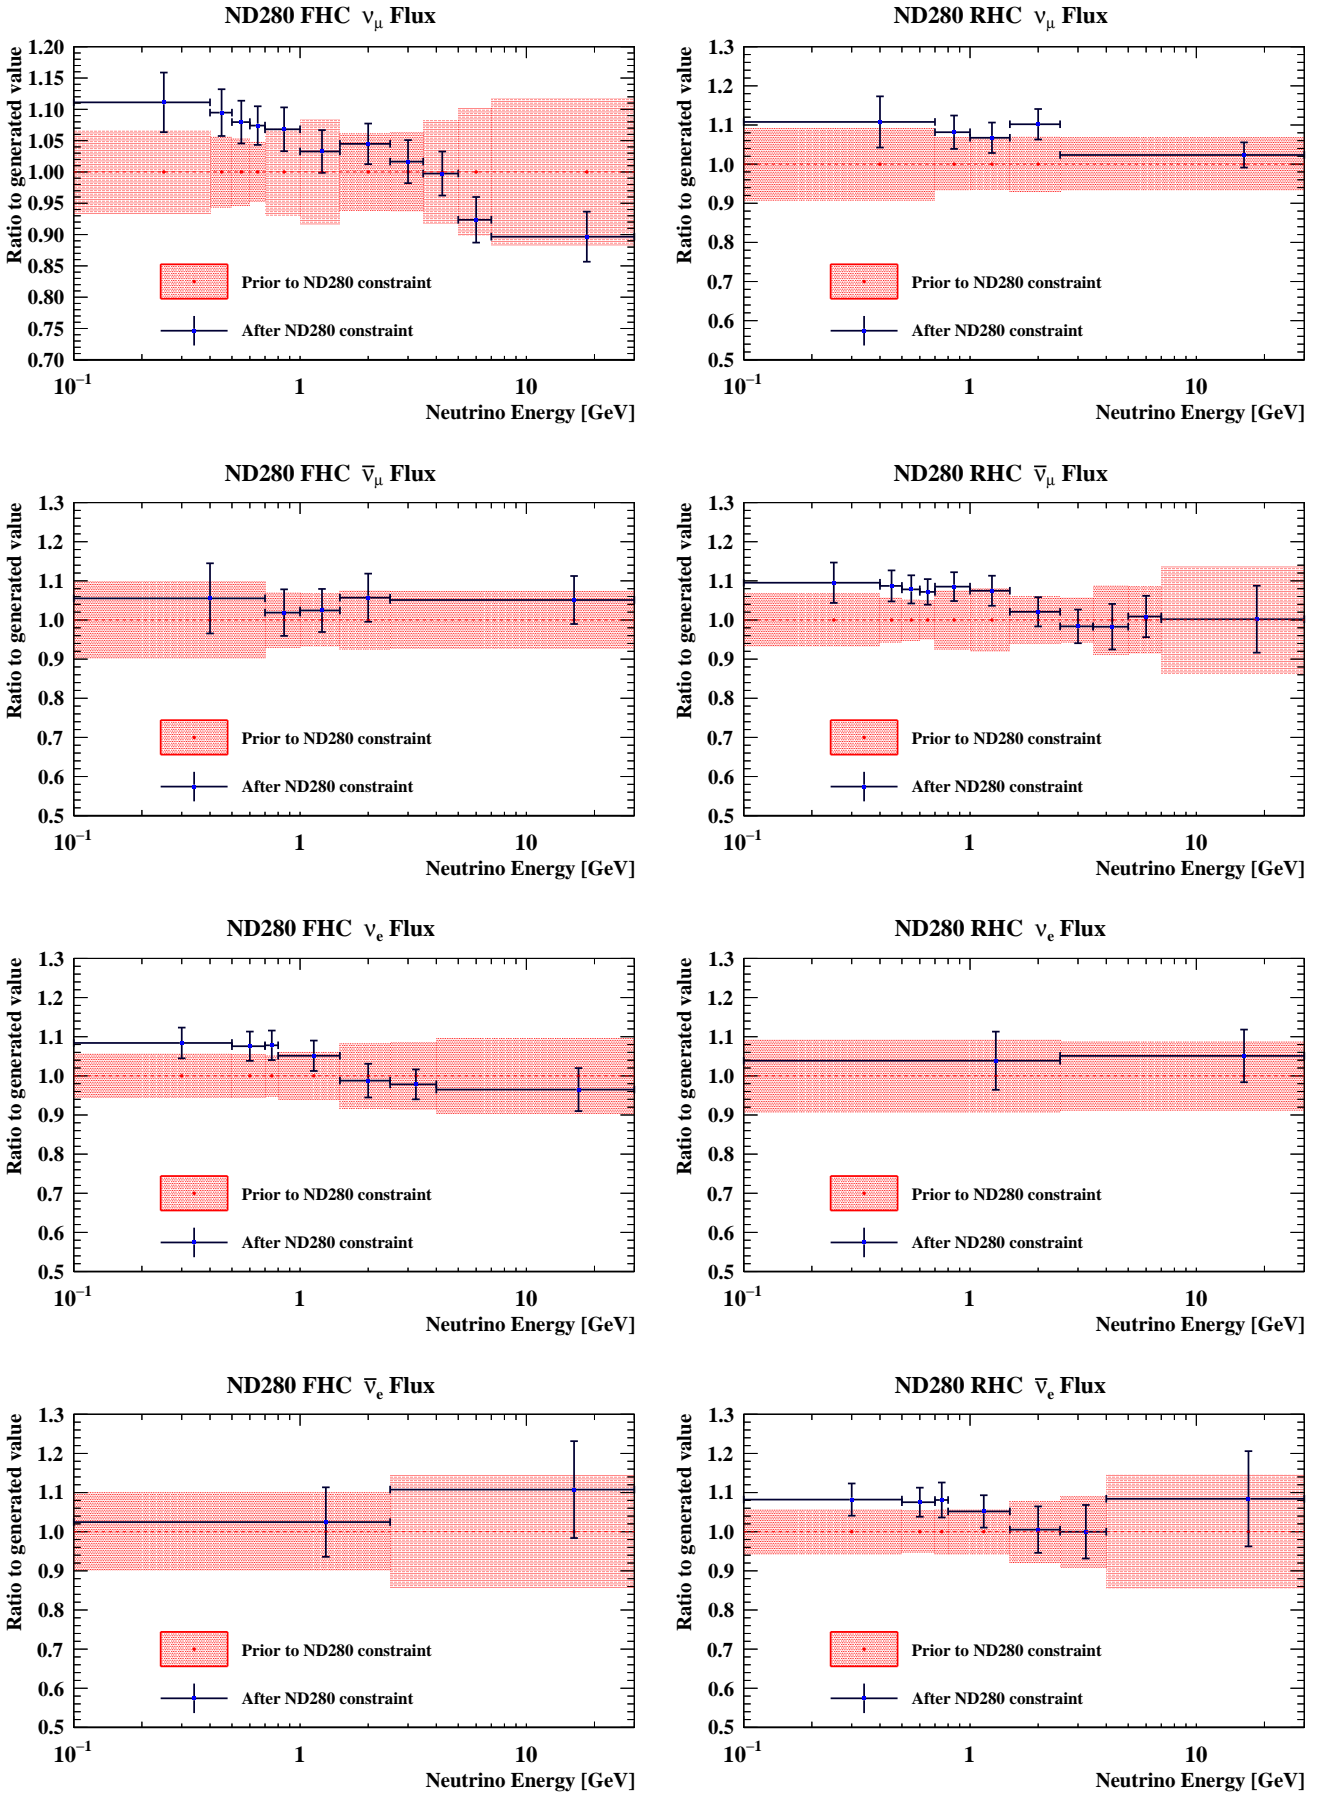 ND280 FHC ν_μ Flux
Ratio to generated value
1.20
1.15
1.10
1.05
1.00
0.95
0.90
0.85
0.80
0.75
0.70
Prior to ND280 constraint
After ND280 constraint
10⁻¹ 1 10
Neutrino Energy [GeV]
ND280 RHC ν_μ Flux
Ratio to generated value
1.3
1.2
1.1
1.0
0.9
0.8
0.7
0.6
0.5
Prior to ND280 constraint
After ND280 constraint
10⁻¹ 1 10
Neutrino Energy [GeV]
ND280 FHC ν̅_μ Flux
Ratio to generated value
1.3
1.2
1.1
1.0
0.9
0.8
0.7
0.6
0.5
Prior to ND280 constraint
After ND280 constraint
10⁻¹ 1 10
Neutrino Energy [GeV]
ND280 RHC ν̅_μ Flux
Ratio to generated value
1.3
1.2
1.1
1.0
0.9
0.8
0.7
0.6
0.5
Prior to ND280 constraint
After ND280 constraint
10⁻¹ 1 10
Neutrino Energy [GeV]
ND280 FHC ν_e Flux
Ratio to generated value
1.3
1.2
1.1
1.0
0.9
0.8
0.7
0.6
0.5
Prior to ND280 constraint
After ND280 constraint
10⁻¹ 1 10
Neutrino Energy [GeV]
ND280 RHC ν_e Flux
Ratio to generated value
1.3
1.2
1.1
1.0
0.9
0.8
0.7
0.6
0.5
Prior to ND280 constraint
After ND280 constraint
10⁻¹ 1 10
Neutrino Energy [GeV]
ND280 FHC ν̅_e Flux
Ratio to generated value
1.3
1.2
1.1
1.0
0.9
0.8
0.7
0.6
0.5
Prior to ND280 constraint
After ND280 constraint
10⁻¹ 1 10
Neutrino Energy [GeV]
ND280 RHC ν̅_e Flux
Ratio to generated value
1.3
1.2
1.1
1.0
0.9
0.8
0.7
0.6
0.5
Prior to ND280 constraint
After ND280 constraint
10⁻¹ 1 10
Neutrino Energy [GeV]